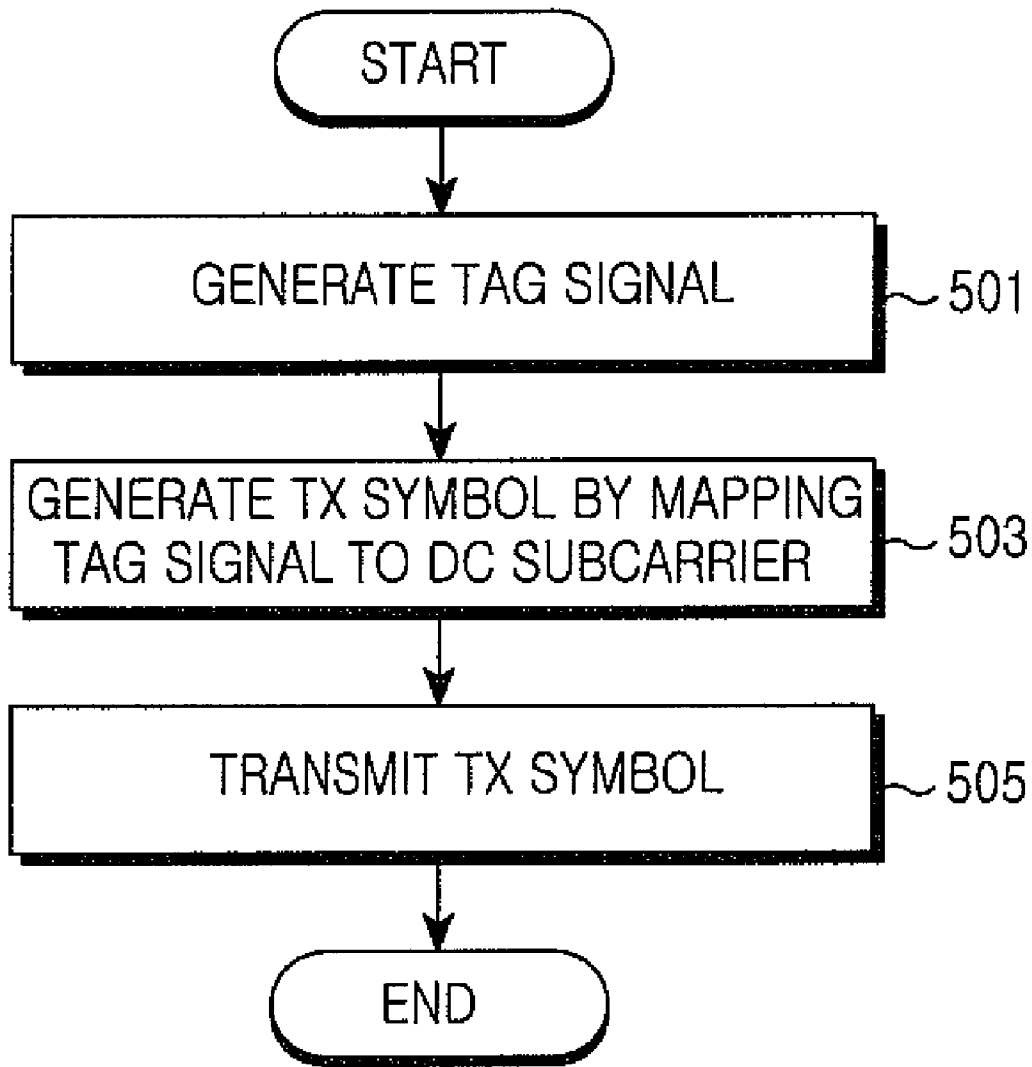 START
GENERATE TAG SIGNAL
501
GENERATE TX SYMBOL BY MAPPING
TAG SIGNAL TO DC SUBCARRIER
503
TRANSMIT TX SYMBOL
505
END